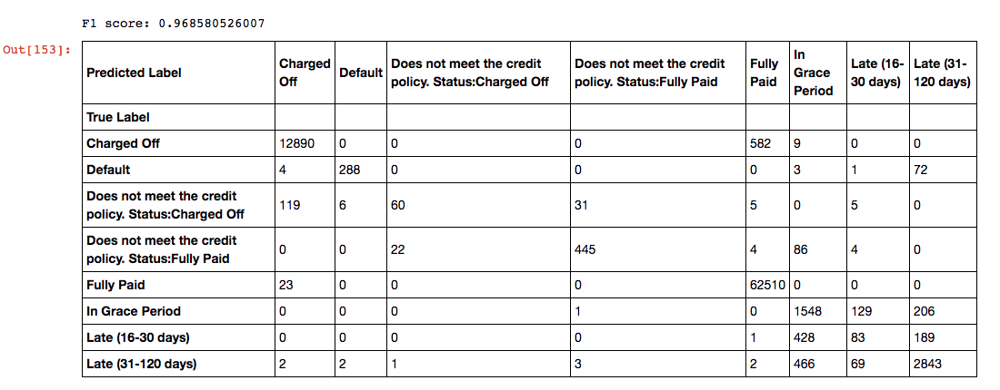 F1 score: 0.968580526007
Out[153]:
Predicted Label Charged Off Default Does not meet the credit policy. Status:Charged Off Does not meet the credit policy. Status:Fully Paid Fully Paid In Grace Period Late (16-30 days) Late (31-120 days)
True Label
Charged Off 12890 0 0 0 582 9 0 0
Default 4 288 0 0 0 3 1 72
Does not meet the credit policy. Status:Charged Off 119 6 60 31 5 0 5 0
Does not meet the credit policy. Status:Fully Paid 0 0 22 445 4 86 4 0
Fully Paid 23 0 0 0 62510 0 0 0
In Grace Period 0 0 0 1 0 1548 129 206
Late (16-30 days) 0 0 0 0 1 428 83 189
Late (31-120 days) 2 2 1 3 2 466 69 2843